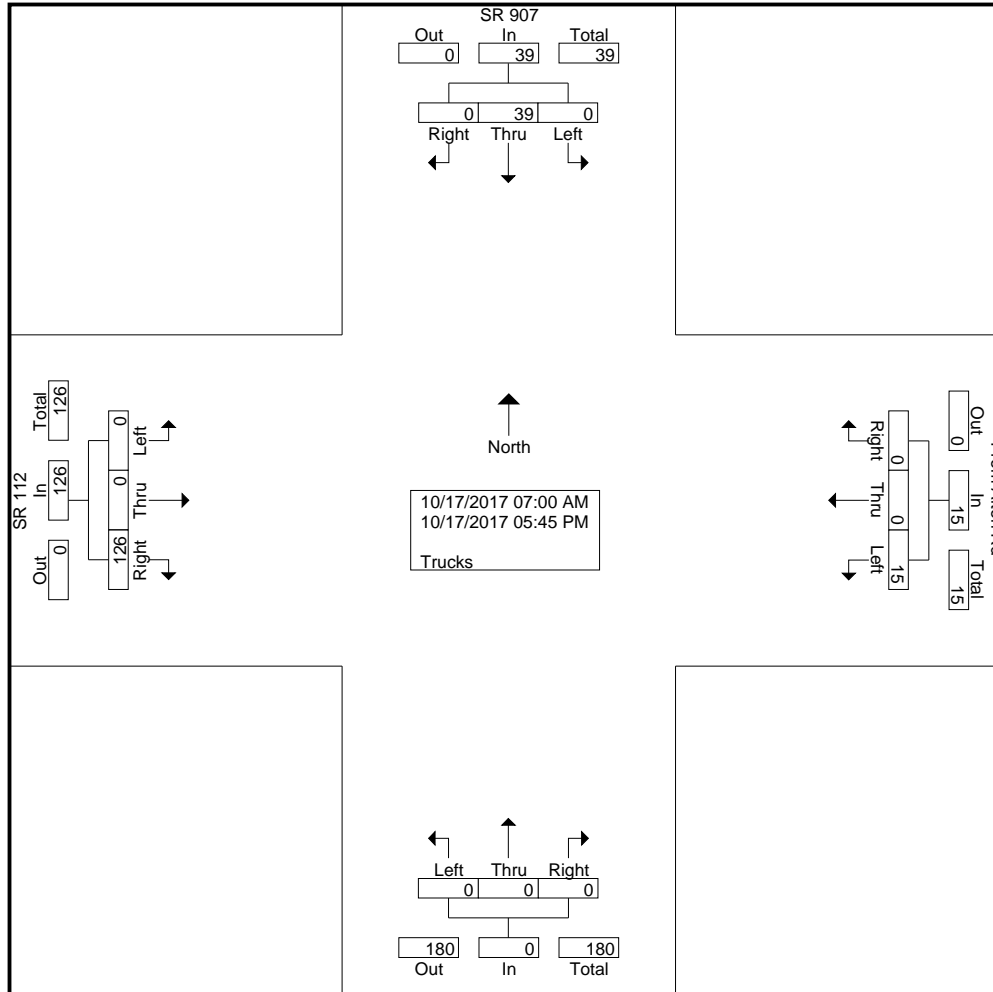 SR 907
Out In Total
0 39 39
0 39 0
Right Thru Left
SR 112
Total In Out
126 126 0
0 0 126
Left Thru Right
North
10/17/2017 07:00 AM
10/17/2017 05:45 PM
Trucks
Out In Total
0 15 15
0 0 15
Right Thru Left
Left Thru Right
0 0 0
180 0 180
Out In Total